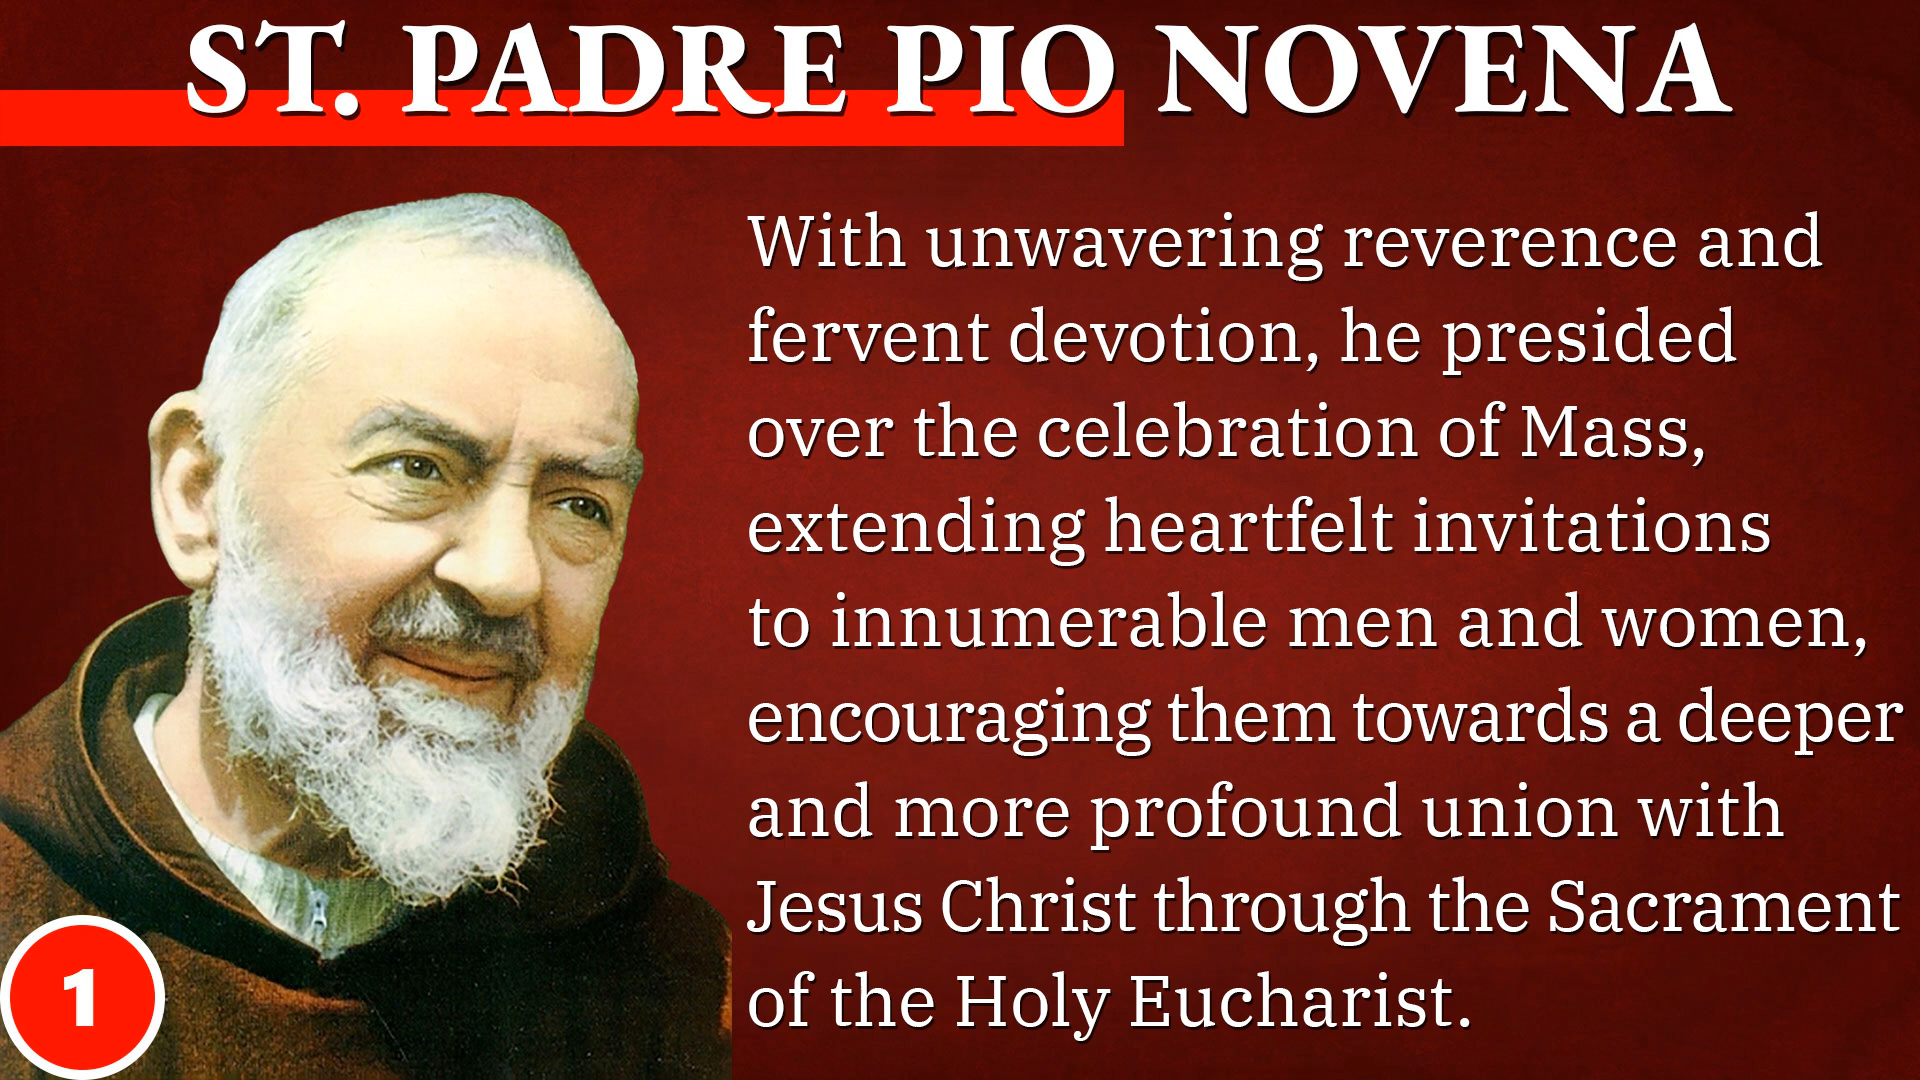 ST. PADRE PIO NOVENA
With unwavering reverence and
fervent devotion, he presided
over the celebration of Mass,
extending heartfelt invitations
to innumerable men and women,
encouraging them towards a deeper
and more profound union with
Jesus Christ through the Sacrament
of the Holy Eucharist.
1